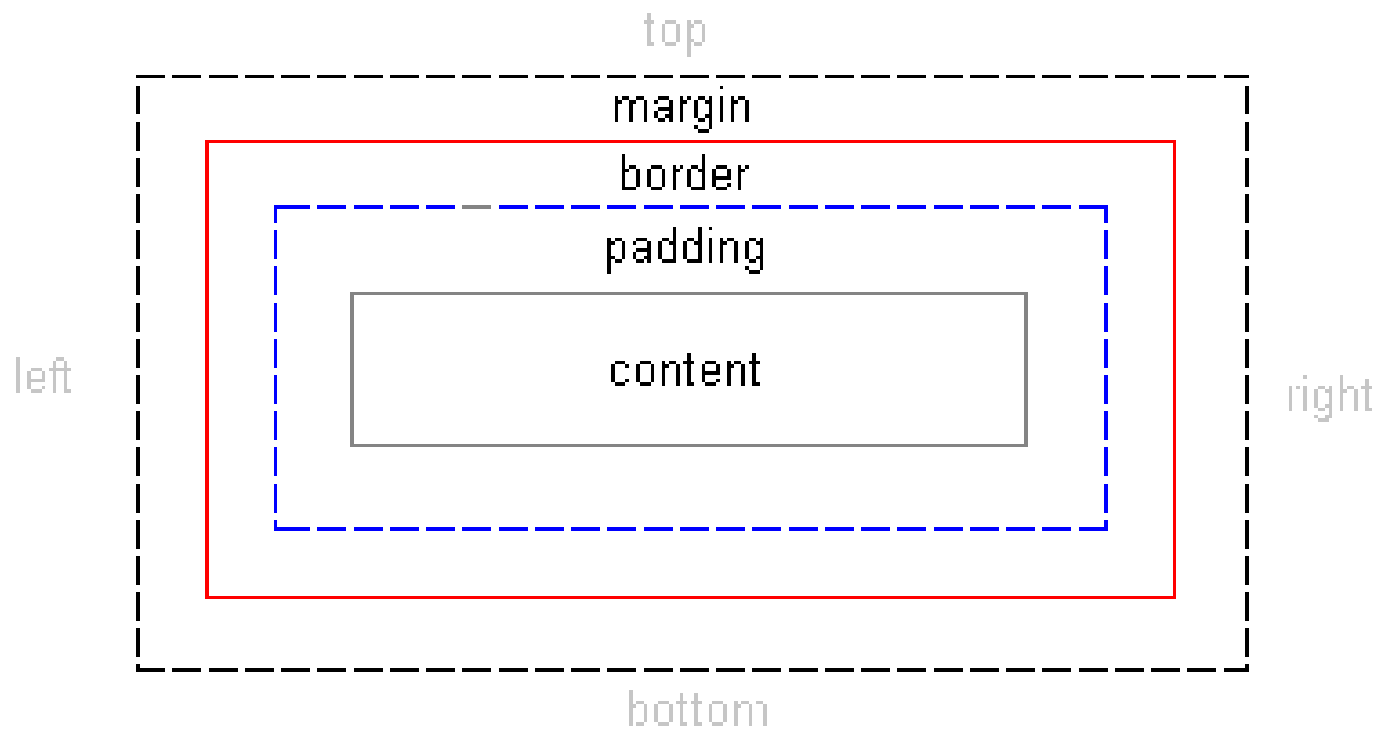 top
margin
border
padding
content
left
right
bottom